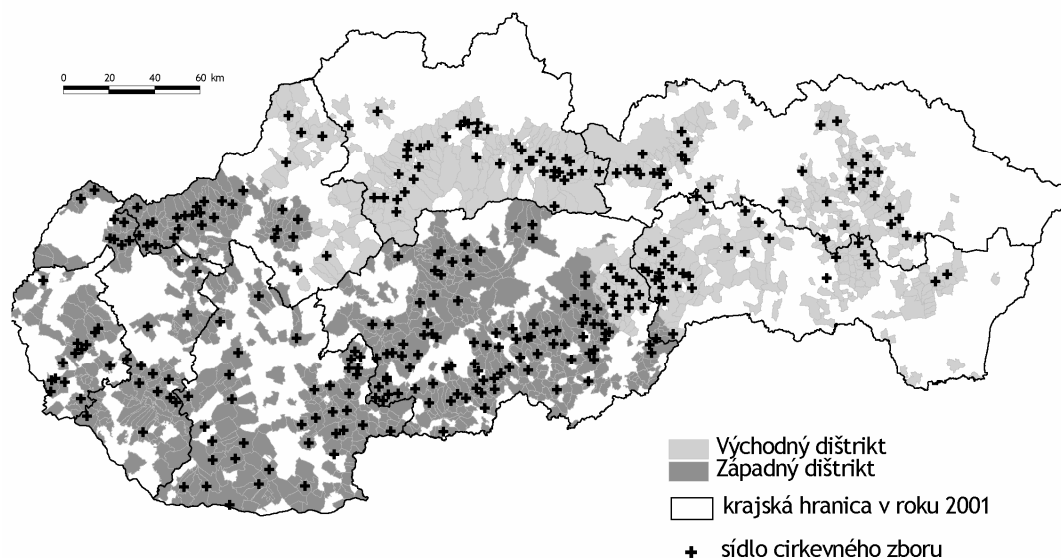 0 20 40 60 km
Východný dištrikt
Západný dištrikt
krajská hranica v roku 2001
sídlo cirkevného zboru